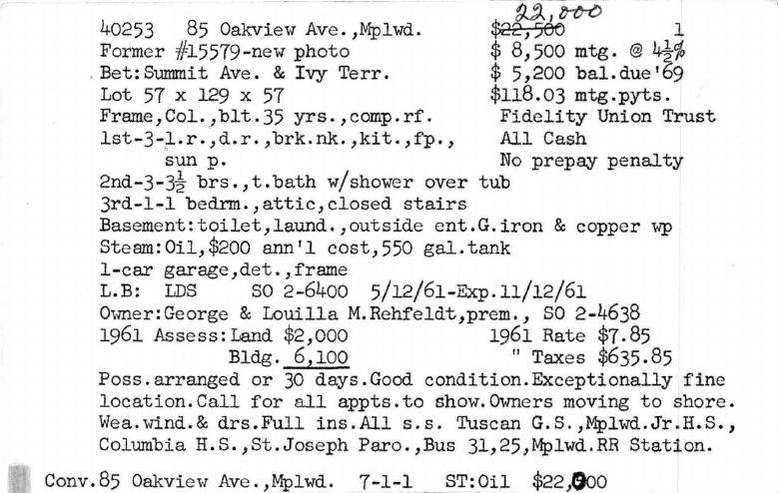 22,000
40253 85 Oakview Ave.,Mplwd. $22,500 1
Former #15579-new photo $ 8,500 mtg. @ 4½%
Bet:Summit Ave. & Ivy Terr. $ 5,200 bal.due'69
Lot 57 x 129 x 57 $118.03 mtg.pyts.
Frame,Col.,blt.35 yrs.,comp.rf. Fidelity Union Trust
1st-3-l.r.,d.r.,brk.nk.,kit.,fp., All Cash
sun p. No prepay penalty
2nd-3-3½ brs.,t.bath w/shower over tub
3rd-1-1 bedrm.,attic,closed stairs
Basement:toilet,laund.,outside ent.G.iron & copper wp
Steam:Oil,$200 ann'l cost,550 gal.tank
1-car garage,det.,frame
L.B: LDS SO 2-6400 5/12/61-Exp.11/12/61
Owner:George & Louilla M.Rehfeldt,prem., SO 2-4638
1961 Assess:Land $2,000 1961 Rate $7.85
Bldg. 6,100 " Taxes $635.85
Poss.arranged or 30 days.Good condition.Exceptionally fine
location.Call for all appts.to show.Owners moving to shore.
Wea.wind.& drs.Full ins.All s.s. Tuscan G.S.,Mplwd.Jr.H.S.,
Columbia H.S.,St.Joseph Paro.,Bus 31,25,Mplwd.RR Station.
Conv.85 Oakview Ave.,Mplwd. 7-1-1 ST:Oil $22,000